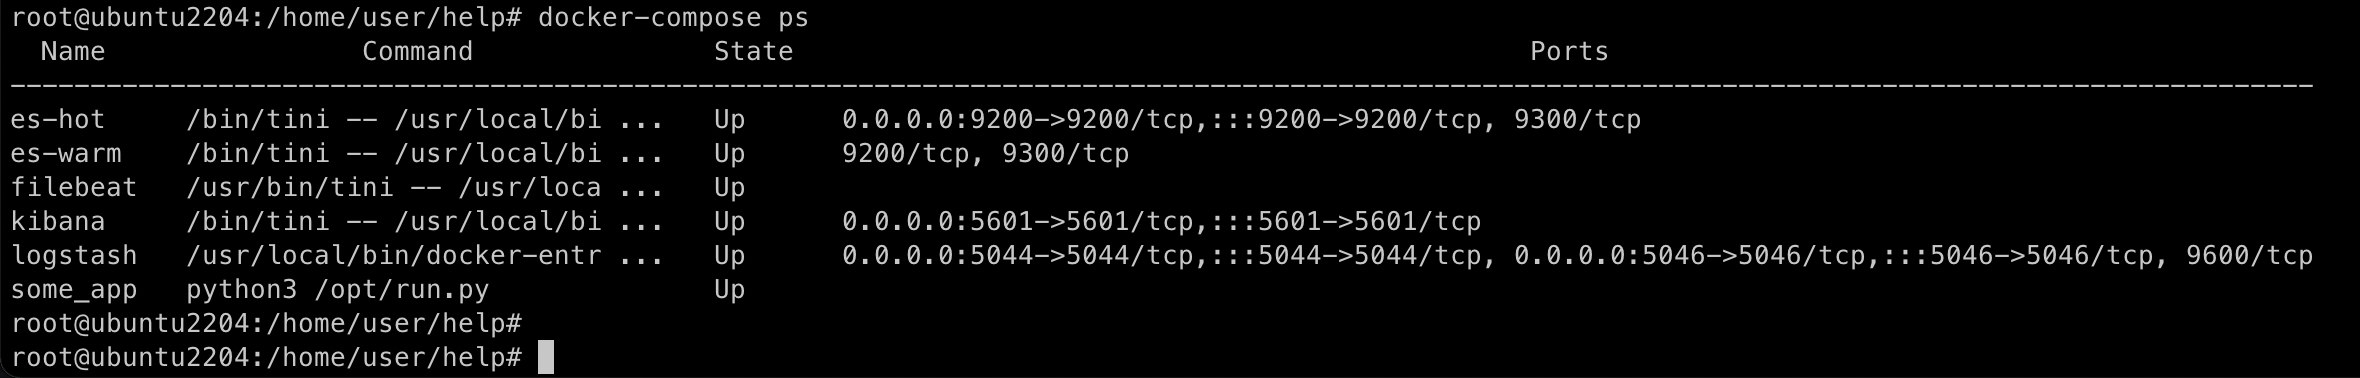 root@ubuntu2204:/home/user/help# docker-compose ps
  Name                Command               State                                                Ports
------------------------------------------------------------------------------------------------------------------------------------------------
es-hot     /bin/tini -- /usr/local/bi ...   Up      0.0.0.0:9200->9200/tcp,:::9200->9200/tcp, 9300/tcp
es-warm    /bin/tini -- /usr/local/bi ...   Up      9200/tcp, 9300/tcp
filebeat   /usr/bin/tini -- /usr/loca ...   Up
kibana     /bin/tini -- /usr/local/bi ...   Up      0.0.0.0:5601->5601/tcp,:::5601->5601/tcp
logstash   /usr/local/bin/docker-entr ...   Up      0.0.0.0:5044->5044/tcp,:::5044->5044/tcp, 0.0.0.0:5046->5046/tcp,:::5046->5046/tcp, 9600/tcp
some_app   python3 /opt/run.py              Up
root@ubuntu2204:/home/user/help#
root@ubuntu2204:/home/user/help#